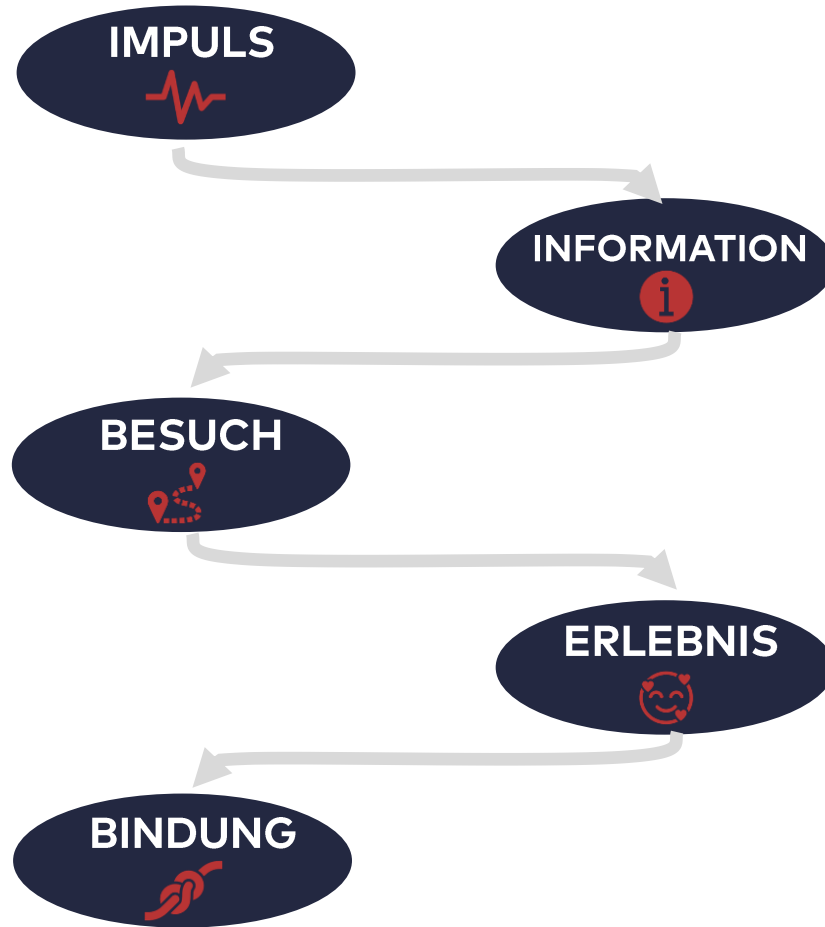 IMPULS
INFORMATION
i
BESUCH
ERLEBNIS
BINDUNG